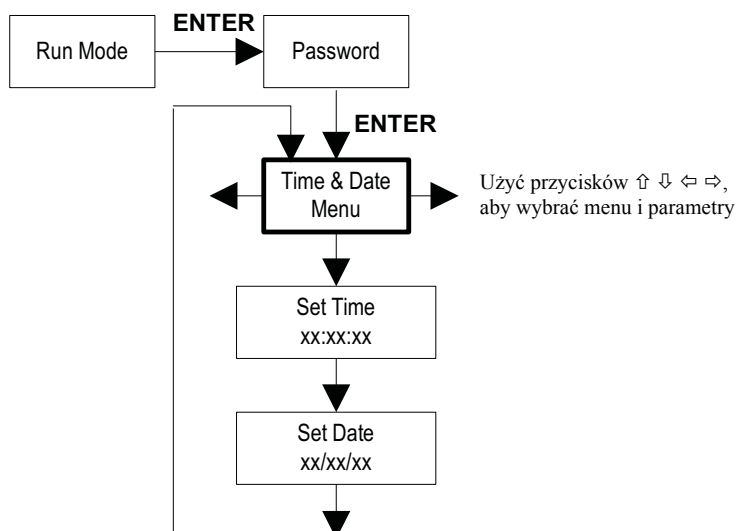 ENTER
Run Mode
Password
ENTER
Time & Date
Menu
Użyć przycisków ⇧ ⇩ ⇦ ⇨,
aby wybrać menu i parametry
Set Time
xx:xx:xx
Set Date
xx/xx/xx